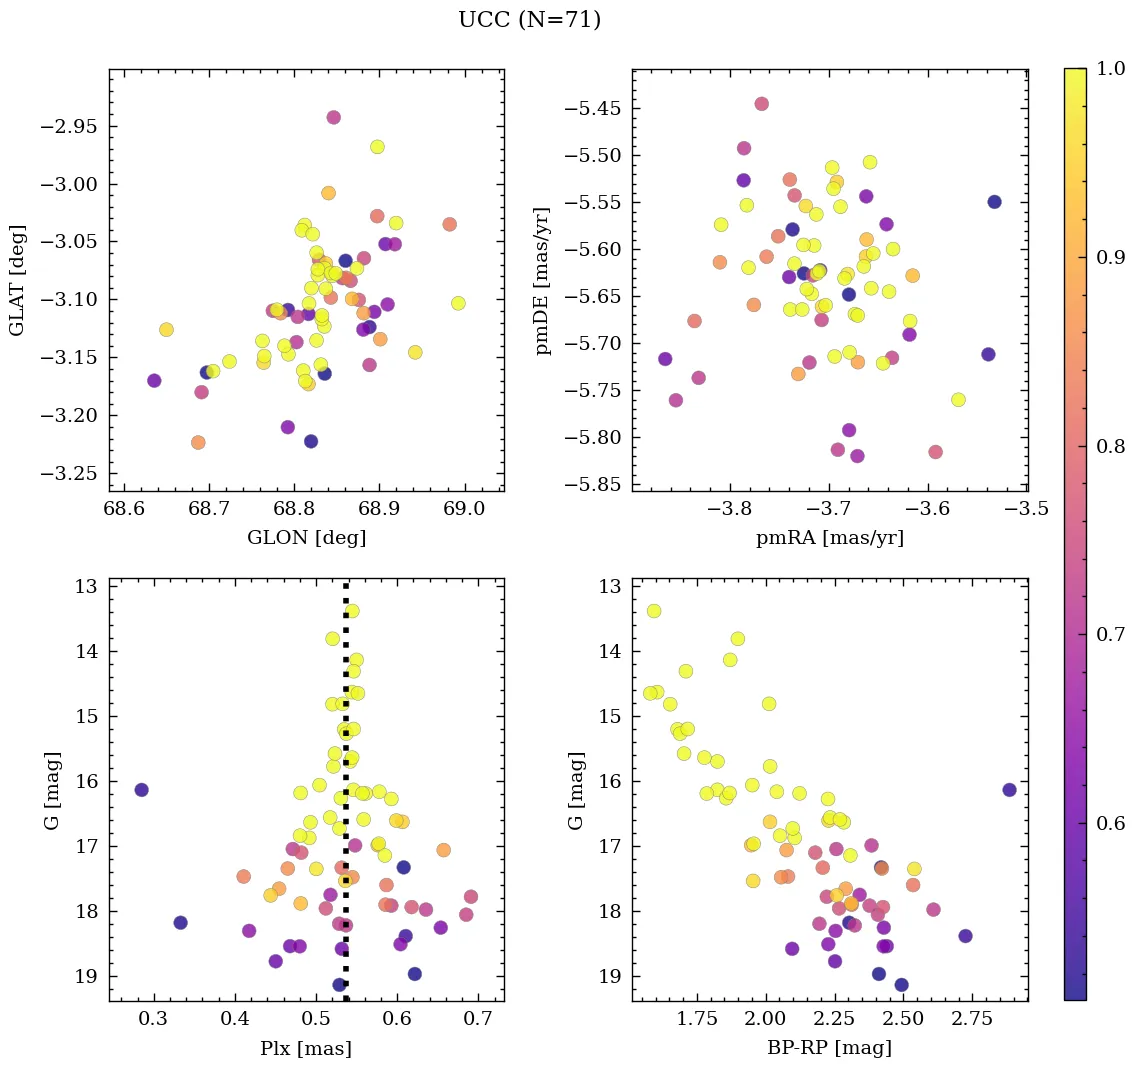 UCC (N=71)
−2.95
−3.00
−3.05
−3.10
−3.15
−3.20
−3.25
GLAT [deg]
68.6 68.7 68.8 68.9 69.0
GLON [deg]
−5.45
−5.50
−5.55
−5.60
−5.65
−5.70
−5.75
−5.80
−5.85
pmDE [mas/yr]
−3.8 −3.7 −3.6 −3.5
pmRA [mas/yr]
13
14
15
16
17
18
19
G [mag]
0.3 0.4 0.5 0.6 0.7
Plx [mas]
13
14
15
16
17
18
19
G [mag]
1.75 2.00 2.25 2.50 2.75
BP-RP [mag]
1.0
0.9
0.8
0.7
0.6